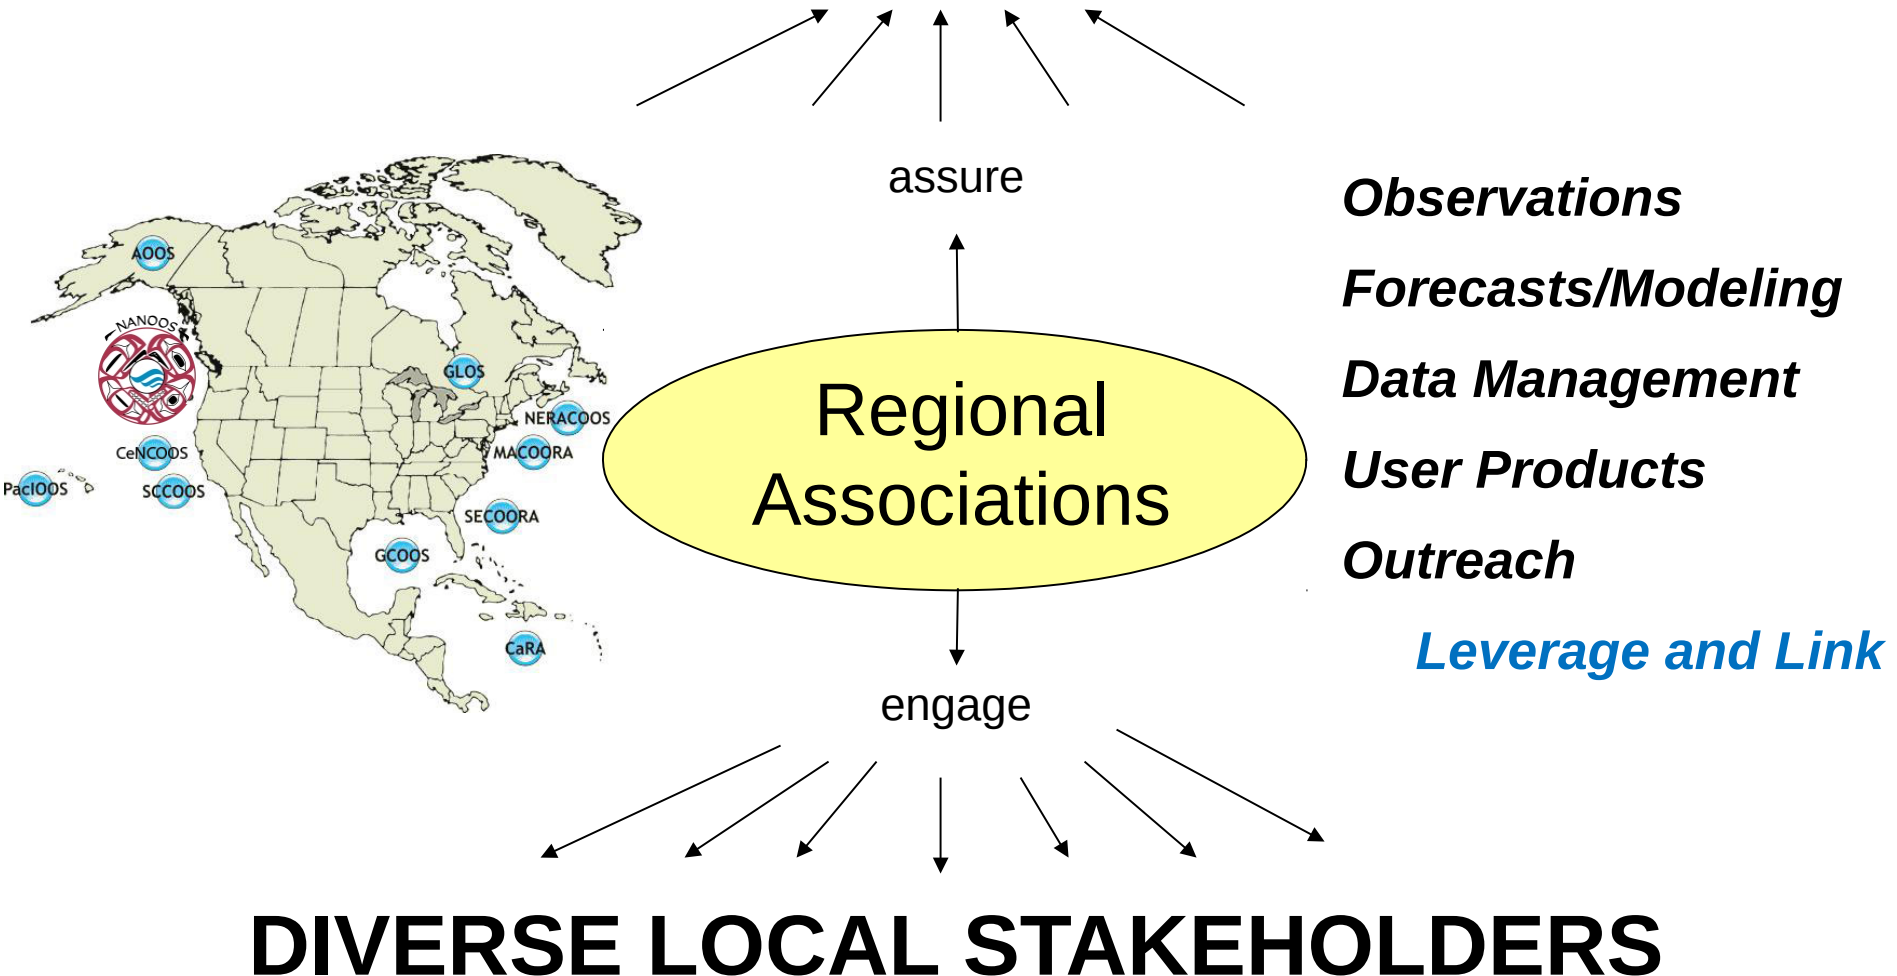 assure
Observations
Forecasts/Modeling
Data Management
User Products
Outreach
Leverage and Link
AOOS
NANOOS
GLOS
NERACOOS
MACOORA
CeNCOOS
PacIOOS
SCCOOS
SECOORA
GCOOS
CaRA
Regional
Associations
engage
DIVERSE LOCAL STAKEHOLDERS